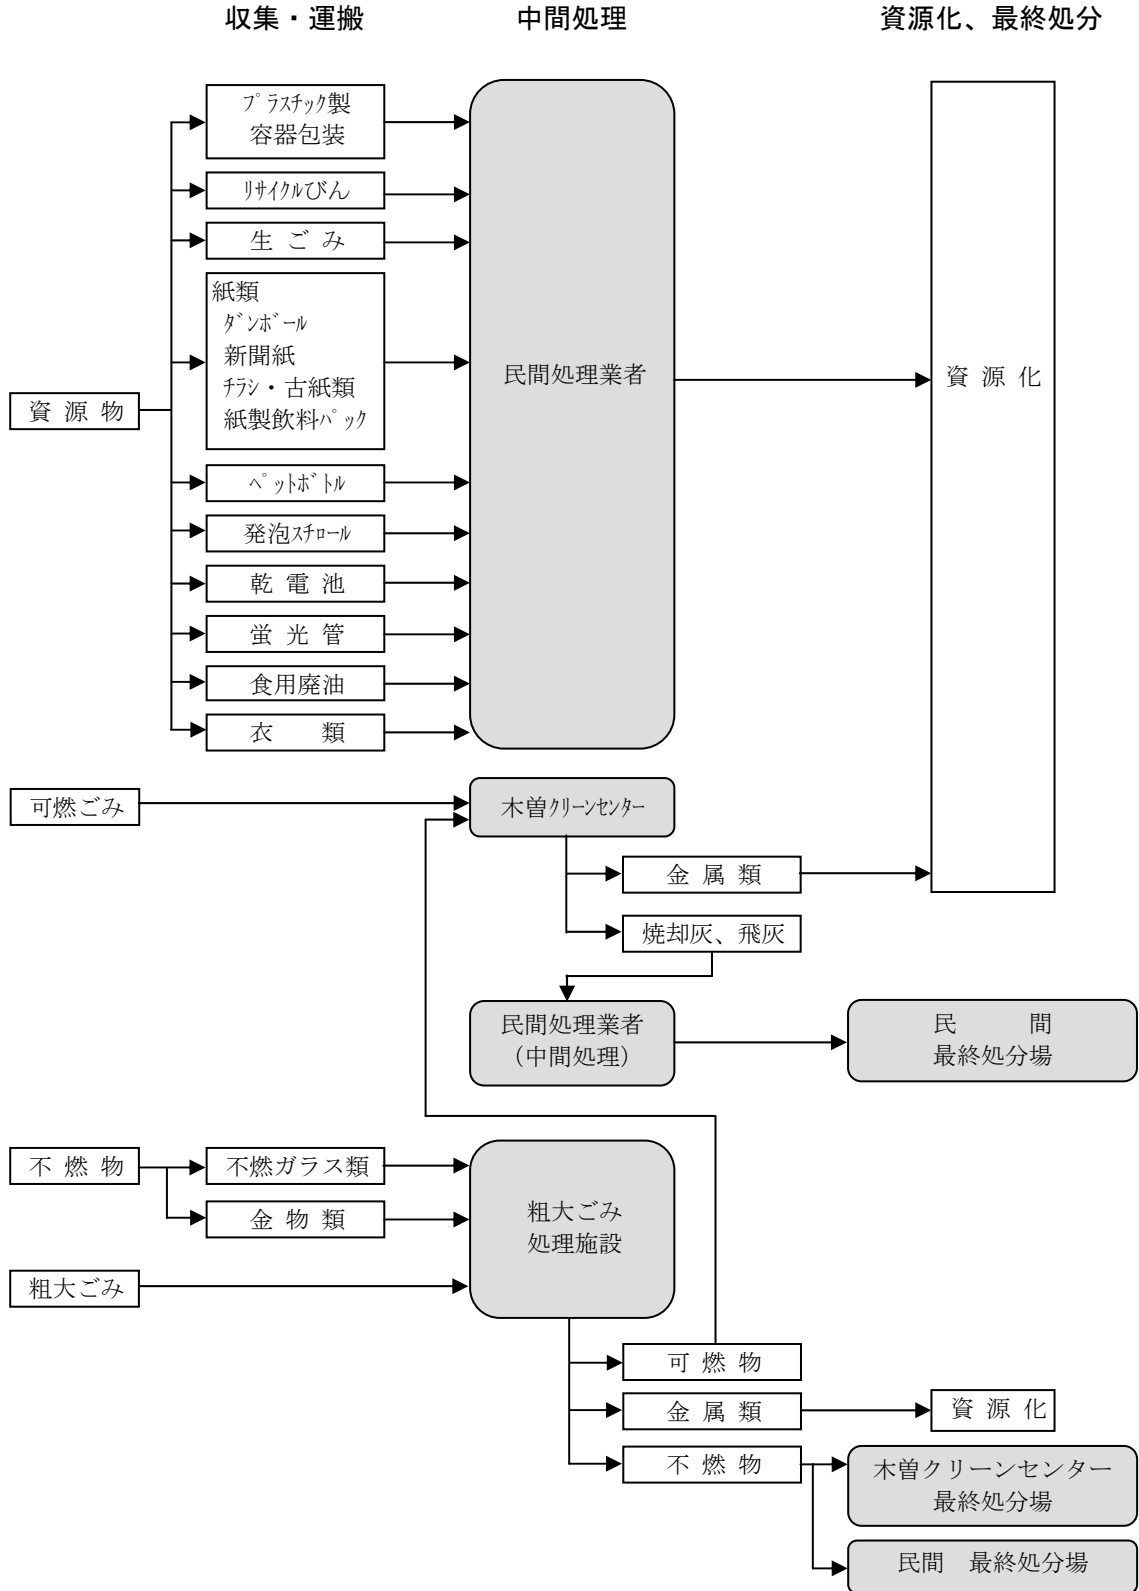 収集・運搬
中間処理
資源化、最終処分
プラスチック製
容器包装
リサイクルびん
生ごみ
紙類
ダンボール
新聞紙
チラシ・古紙類
紙製飲料パック
資源物
ペットボトル
発泡スチロール
乾電池
蛍光管
食用廃油
衣　類
民間処理業者
資源化
可燃ごみ
木曽クリーンセンター
金属類
焼却灰、飛灰
民間処理業者
（中間処理）
民　間
最終処分場
不燃物
不燃ガラス類
金物類
粗大ごみ
粗大ごみ
処理施設
可燃物
金属類
資源化
不燃物
木曽クリーンセンター
最終処分場
民間　最終処分場